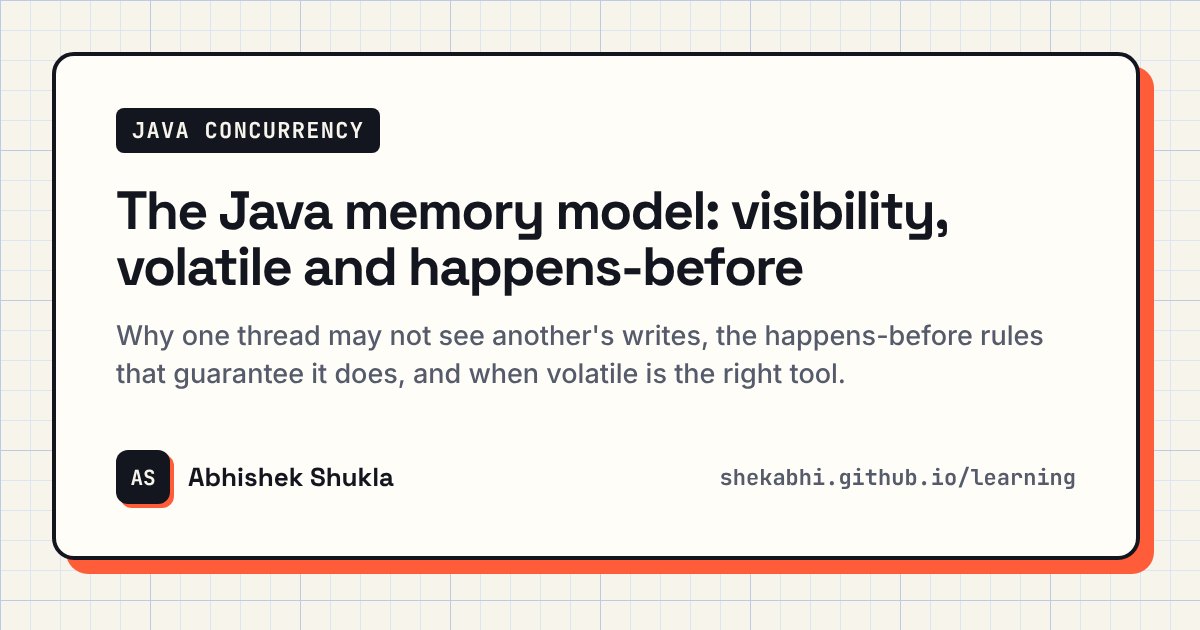 JAVA CONCURRENCY
The Java memory model: visibility,
volatile and happens-before
Why one thread may not see another's writes, the happens-before rules
that guarantee it does, and when volatile is the right tool.
AS
Abhishek Shukla
shekabhi.github.io/learning